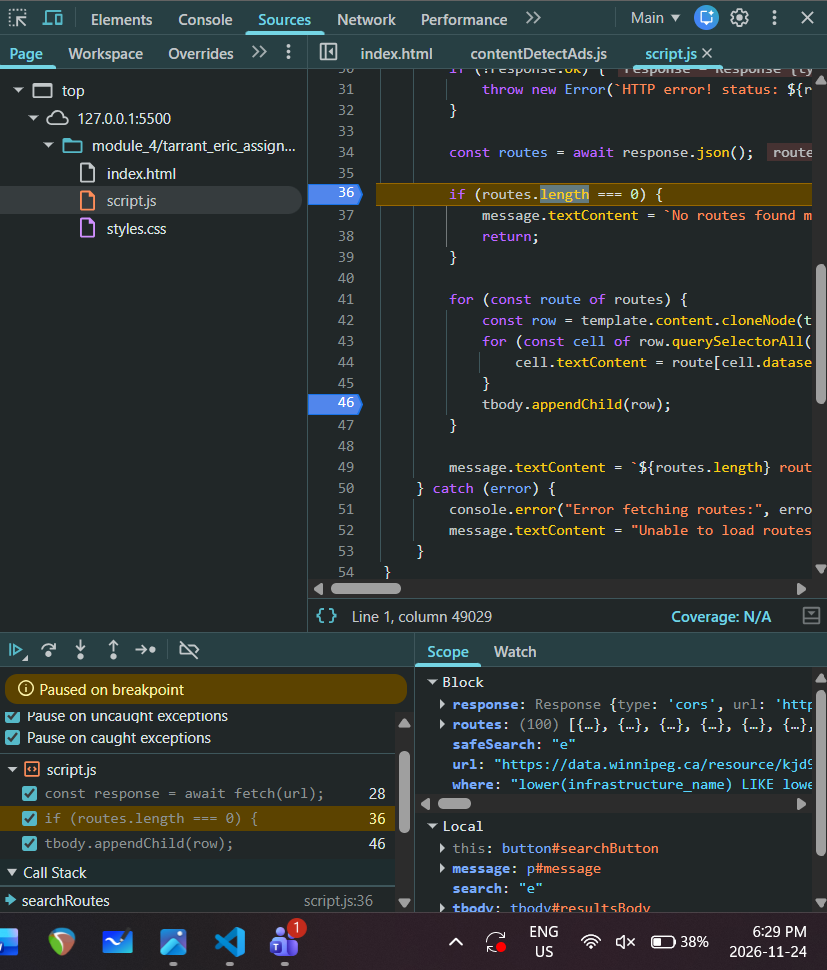 Elements Console Sources Network Performance Main
Page Workspace Overrides index.html contentDetectAds.js script.js
top
127.0.0.1:5500
module_4/tarrant_eric_assign...
index.html
script.js
styles.css
30 if (!response.ok) { response = Response {ty
31 throw new Error(`HTTP error! status: ${r
32 }
33
34 const routes = await response.json(); route
35
36 if (routes.length === 0) {
37 message.textContent = `No routes found m
38 return;
39 }
40
41 for (const route of routes) {
42 const row = template.content.cloneNode(t
43 for (const cell of row.querySelectorAll(
44 cell.textContent = route[cell.datase
45 }
46 tbody.appendChild(row);
47 }
48
49 message.textContent = `${routes.length} rout
50 } catch (error) {
51 console.error("Error fetching routes:", erro
52 message.textContent = "Unable to load routes
53 }
54 }
{} Line 1, column 49029 Coverage: N/A
Paused on breakpoint
Pause on uncaught exceptions
Pause on caught exceptions
script.js
const response = await fetch(url); 28
if (routes.length === 0) { 36
tbody.appendChild(row); 46
Call Stack
searchRoutes script.js:36
Scope Watch
Block
response: Response {type: 'cors', url: 'http
routes: (100) [{…}, {…}, {…}, {…}, {…}, {…},
safeSearch: "e"
url: "https://data.winnipeg.ca/resource/kjd9
where: "lower(infrastructure_name) LIKE lowe
Local
this: button#searchButton
message: p#message
search: "e"
tbody: tbody#resultsBody
1
ENG
US
38%
6:29 PM
2026-11-24